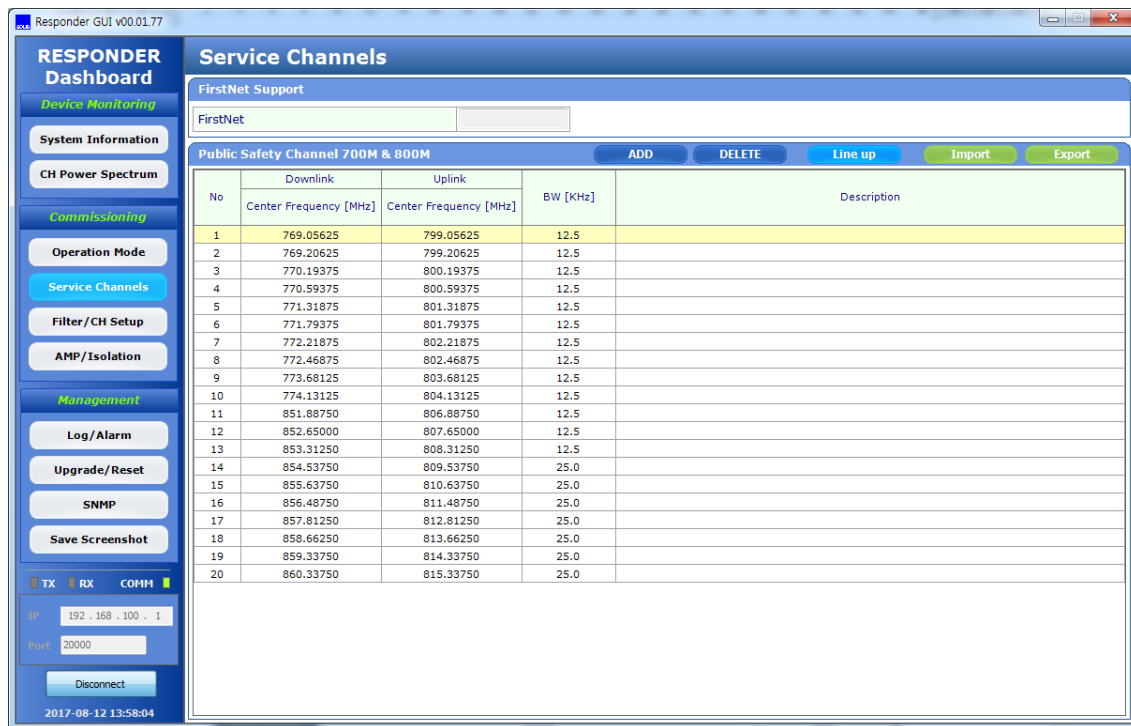 SOLiD Responder GUI v00.01.77
RESPONDER
Dashboard
Device Monitoring
System Information
CH Power Spectrum
Commissioning
Operation Mode
Service Channels
Filter/CH Setup
AMP/Isolation
Management
Log/Alarm
Upgrade/Reset
SNMP
Save Screenshot
TX RX COMM
IP 192 . 168 . 100 . 1
Port 20000
Disconnect
2017-08-12 13:58:04
Service Channels
FirstNet Support
FirstNet
Public Safety Channel 700M & 800M ADD DELETE Line up Import Export
No Downlink Center Frequency [MHz] Uplink Center Frequency [MHz] BW [KHz] Description
1 769.05625 799.05625 12.5
2 769.20625 799.20625 12.5
3 770.19375 800.19375 12.5
4 770.59375 800.59375 12.5
5 771.31875 801.31875 12.5
6 771.79375 801.79375 12.5
7 772.21875 802.21875 12.5
8 772.46875 802.46875 12.5
9 773.68125 803.68125 12.5
10 774.13125 804.13125 12.5
11 851.88750 806.88750 12.5
12 852.65000 807.65000 12.5
13 853.31250 808.31250 12.5
14 854.53750 809.53750 25.0
15 855.63750 810.63750 25.0
16 856.48750 811.48750 25.0
17 857.81250 812.81250 25.0
18 858.66250 813.66250 25.0
19 859.33750 814.33750 25.0
20 860.33750 815.33750 25.0